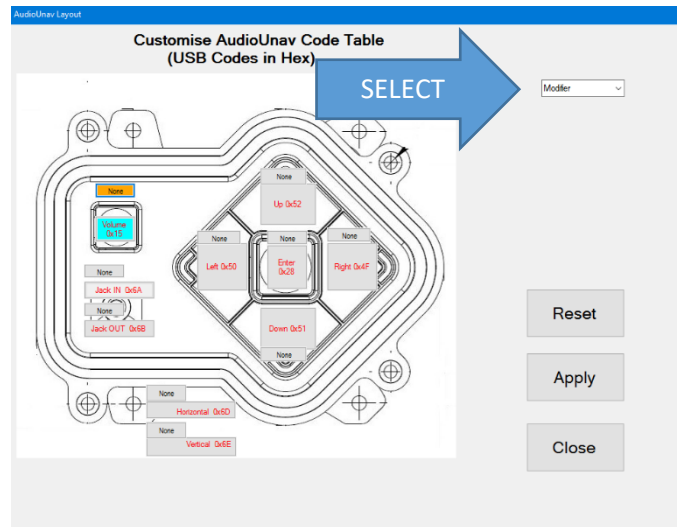 AudioUnav Layout
Customise AudioUnav Code Table
(USB Codes in Hex)
SELECT
Modifier
None
Up 0x52
None
Volume
0x15
None
Left 0x50
None
Enter
0x28
None
Right 0x4F
None
Jack IN 0x6A
None
Jack OUT 0x6B
Down 0x51
None
None
Horizontal 0x6D
None
Vertical 0x6E
Reset
Apply
Close